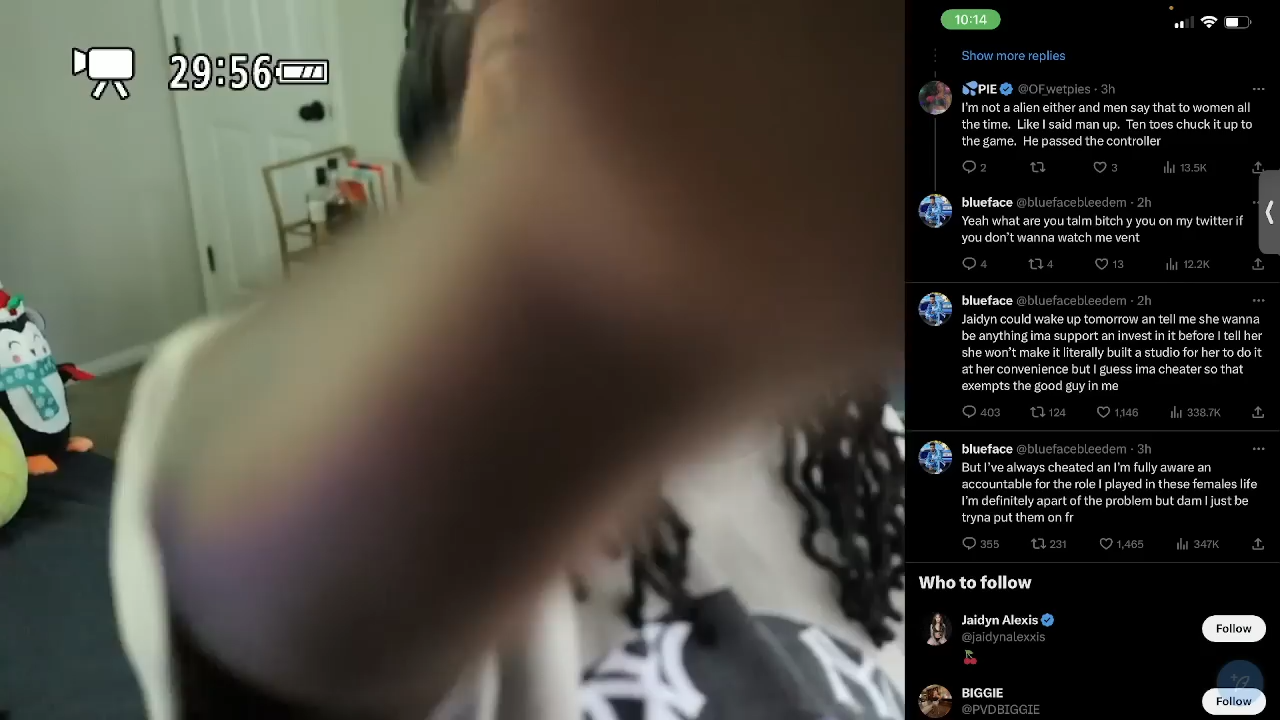 29:56
10:14
Show more replies
💦PIE @OF_wetpies · 3h
I'm not a alien either and men say that to women all
the time. Like I said man up. Ten toes chuck it up to
the game. He passed the controller
2 3 13.5K
blueface @bluefacebleedem · 2h
Yeah what are you talm bitch y you on my twitter if
you don't wanna watch me vent
4 4 13 12.2K
blueface @bluefacebleedem · 2h
Jaidyn could wake up tomorrow an tell me she wanna
be anything ima support an invest in it before I tell her
she won't make it literally built a studio for her to do it
at her convenience but I guess ima cheater so that
exempts the good guy in me
403 124 1,146 338.7K
blueface @bluefacebleedem · 3h
But I've always cheated an I'm fully aware an
accountable for the role I played in these females life
I'm definitely apart of the problem but dam I just be
tryna put them on fr
355 231 1,465 347K
Who to follow
Jaidyn Alexis
@jaidynalexxis
Follow
🍒
BIGGIE
@PVDBIGGIE
Follow